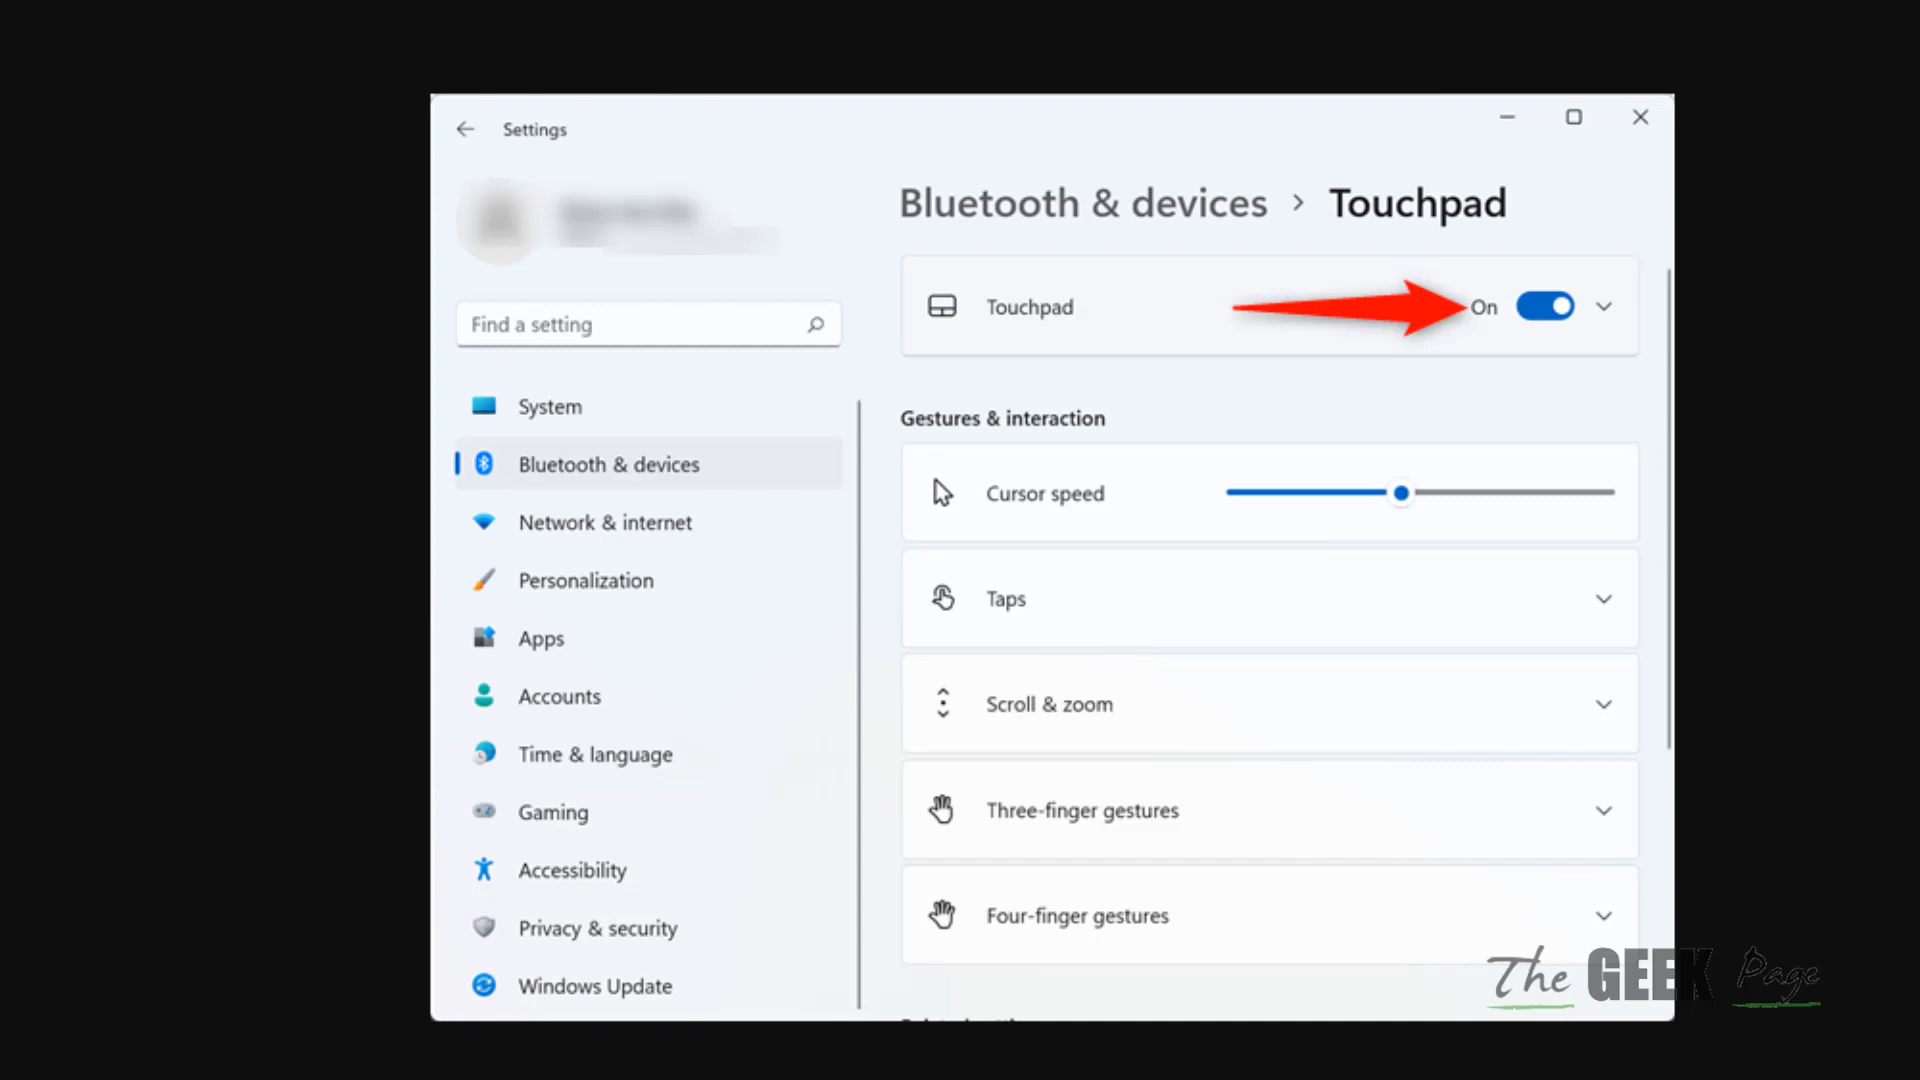 Settings
Bluetooth & devices > Touchpad
Find a setting
Touchpad
On
System
Bluetooth & devices
Network & internet
Personalization
Apps
Accounts
Time & language
Gaming
Accessibility
Privacy & security
Windows Update
Gestures & interaction
Cursor speed
Taps
Scroll & zoom
Three-finger gestures
Four-finger gestures
The GEEK Page